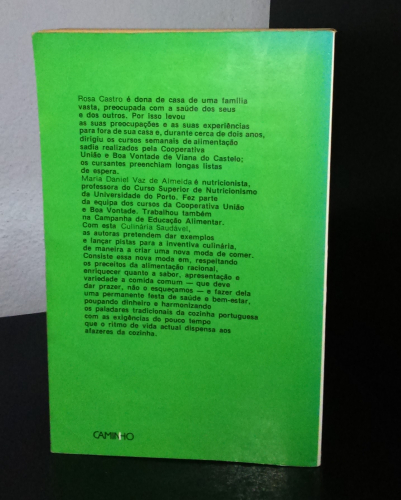 Rosa Castro é dona de casa de uma família
vasta, preocupada com a saúde dos seus
e dos outros. Por isso levou
as suas preocupações e as suas experiências
para fora de sua casa e, durante cerca de dois anos,
dirigiu os cursos semanais de alimentação
sadia realizados pela Cooperativa
União e Boa Vontade de Viana do Castelo;
os cursantes preenchiam longas listas
de espera.
Maria Daniel Vaz de Almeida é nutricionista,
professora do Curso Superior de Nutricionismo
da Universidade do Porto. Fez parte
da equipa dos cursos da Cooperativa União
e Boa Vontade. Trabalhou também
na Campanha de Educação Alimentar.
Com esta Culinária Saudável,
as autoras pretendem dar exemplos
e lançar pistas para a inventiva culinária,
de maneira a criar uma nova moda de comer.
Consiste essa nova moda em, respeitando
os preceitos da alimentação racional,
enriquecer quanto a sabor, apresentação e
variedade a comida comum — que deve
dar prazer, não o esqueçamos — e fazer dela
uma permanente festa de saúde e bem-estar,
poupando dinheiro e harmonizando
os paladares tradicionais da cozinha portuguesa
com as exigências do pouco tempo
que o ritmo de vida actual dispensa aos
afazeres da cozinha.
CAMINHO